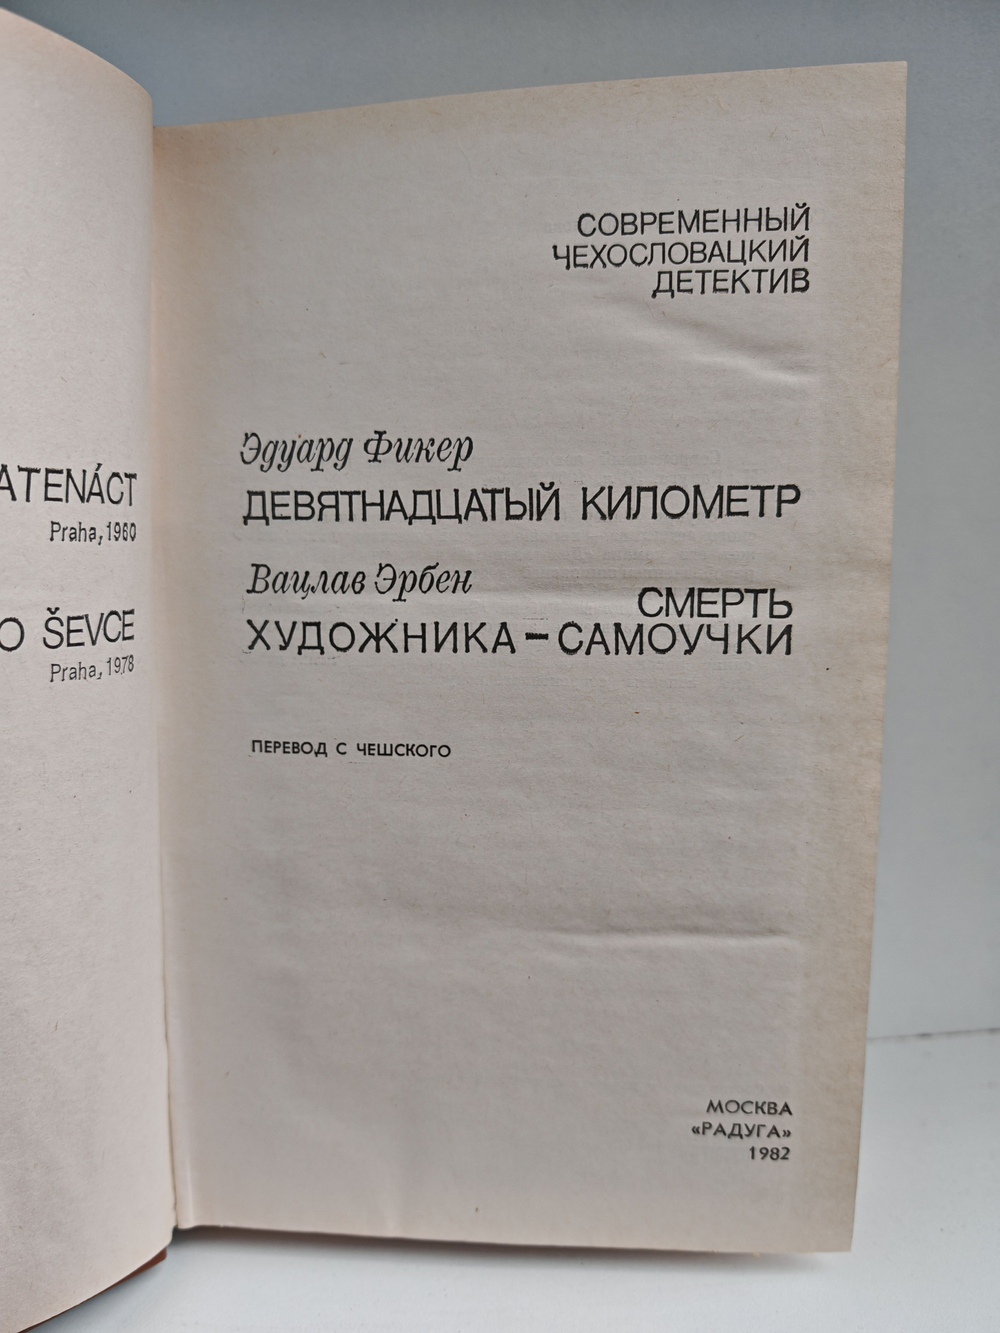 ATENÁCT
Praha, 1960
O ŠEVCE
Praha, 1978
СОВРЕМЕННЫЙ
ЧЕХОСЛОВАЦКИЙ
ДЕТЕКТИВ
Эдуард Фикер
ДЕВЯТНАДЦАТЫЙ КИЛОМЕТР
Вацлав Эрбен
СМЕРТЬ
ХУДОЖНИКА-САМОУЧКИ
ПЕРЕВОД С ЧЕШСКОГО
МОСКВА
«РАДУГА»
1982